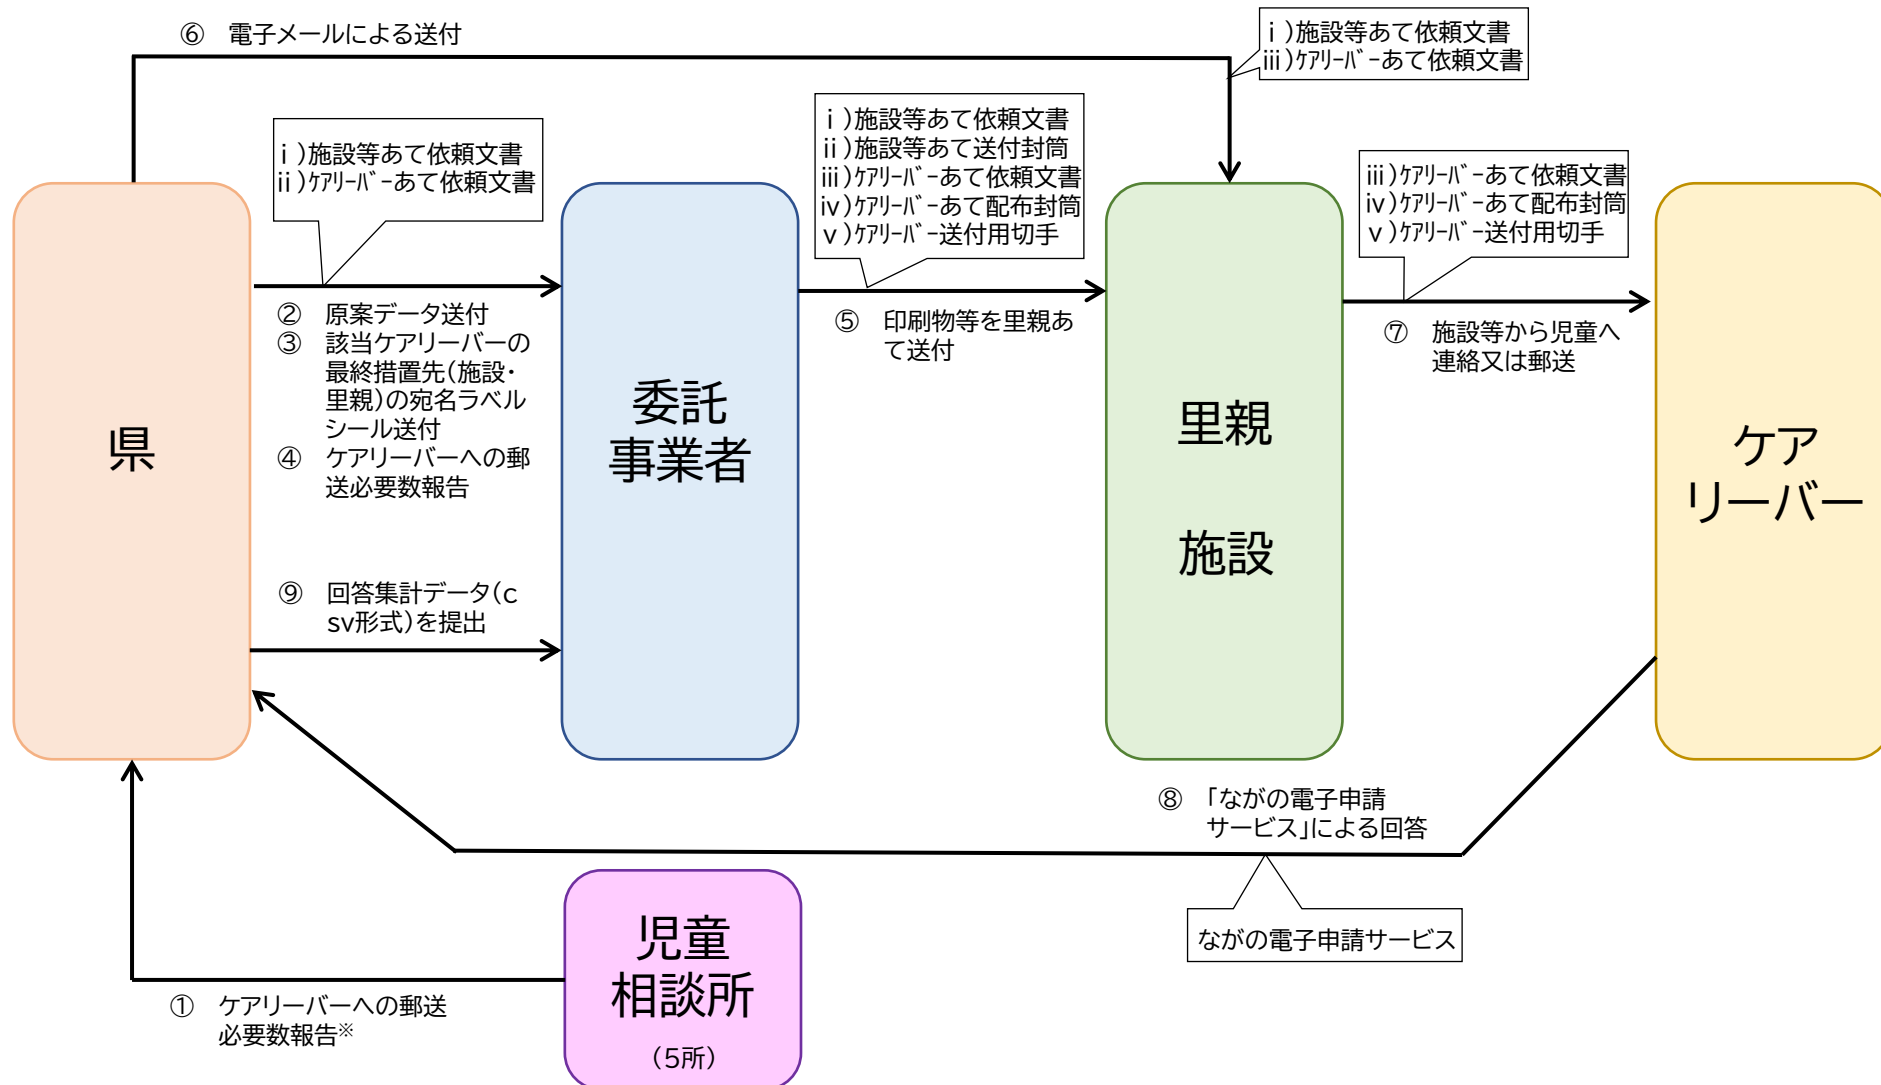 ⑥ 電子メールによる送付
ⅰ)施設等あて依頼文書
ⅲ)ｹｱﾘｰﾊﾞｰあて依頼文書
ⅰ)施設等あて依頼文書
ⅱ)ｹｱﾘｰﾊﾞｰあて依頼文書
ⅰ)施設等あて依頼文書
ⅱ)施設等あて送付封筒
ⅲ)ｹｱﾘｰﾊﾞｰあて依頼文書
ⅳ)ｹｱﾘｰﾊﾞｰあて配布封筒
ⅴ)ｹｱﾘｰﾊﾞｰ送付用切手
ⅲ)ｹｱﾘｰﾊﾞｰあて依頼文書
ⅳ)ｹｱﾘｰﾊﾞｰあて配布封筒
ⅴ)ｹｱﾘｰﾊﾞｰ送付用切手
県
② 原案データ送付
③ 該当ケアリーバーの
最終措置先(施設・
里親)の宛名ラベル
シール送付
④ ケアリーバーへの郵
送必要数報告
⑨ 回答集計データ(c
sv形式)を提出
委託
事業者
⑤ 印刷物等を里親あ
て送付
里親
施設
⑦ 施設等から児童へ
連絡又は郵送
ケア
リーバー
⑧ 「ながの電子申請
サービス」による回答
ながの電子申請サービス
児童
相談所
(5所)
① ケアリーバーへの郵送
必要数報告※